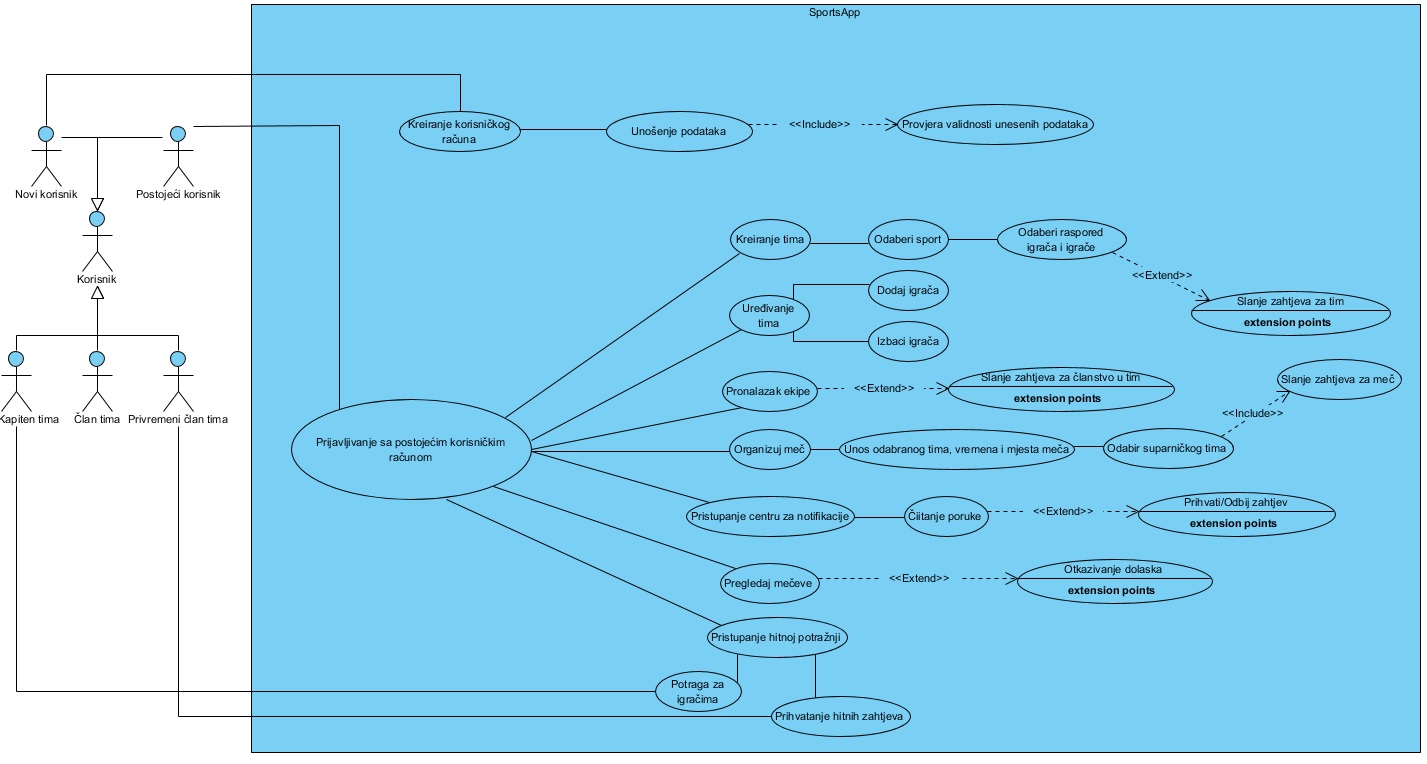 SportsApp
Kreiranje korisničkog
računa
Unošenje podataka
<<Include>>
Provjera validnosti unesenih podataka
Novi korisnik
Postojeći korisnik
Korisnik
Kapiten tima
Član tima
Privremeni član tima
Kreiranje tima
Odaberi sport
Odaberi raspored
igrača i igrače
<<Extend>>
Slanje zahtjeva za tim
extension points
Uređivanje
tima
Dodaj igrača
Izbaci igrača
Pronalazak ekipe
<<Extend>>
Slanje zahtjeva za članstvo u tim
extension points
Slanje zahtjeva za meč
<<Include>>
Prijavljivanje sa postojećim korisničkim
računom
Organizuj meč
Unos odabranog tima, vremena i mjesta meča
Odabir suparničkog tima
Pristupanje centru za notifikacije
Čiitanje poruke
<<Extend>>
Prihvati/Odbij zahtjev
extension points
Pregledaj mečeve
<<Extend>>
Otkazivanje dolaska
extension points
Pristupanje hitnoj potražnji
Potraga za
igračima
Prihvatanje hitnih zahtjeva